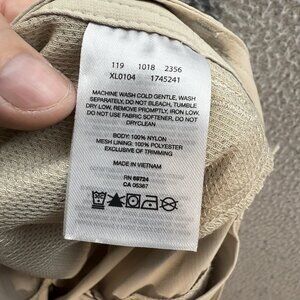 119 1018 2356
XL0104 1745241
MACHINE WASH COLD GENTLE, WASH
SEPARATELY, DO NOT BLEACH, TUMBLE
DRY LOW, REMOVE PROMPTLY, IRON LOW,
DO NOT USE FABRIC SOFTENER, DO NOT
DRYCLEAN
BODY: 100% NYLON
MESH LINING: 100% POLYESTER
EXCLUSIVE OF TRIMMING
MADE IN VIETNAM
RN 69724
CA 05367